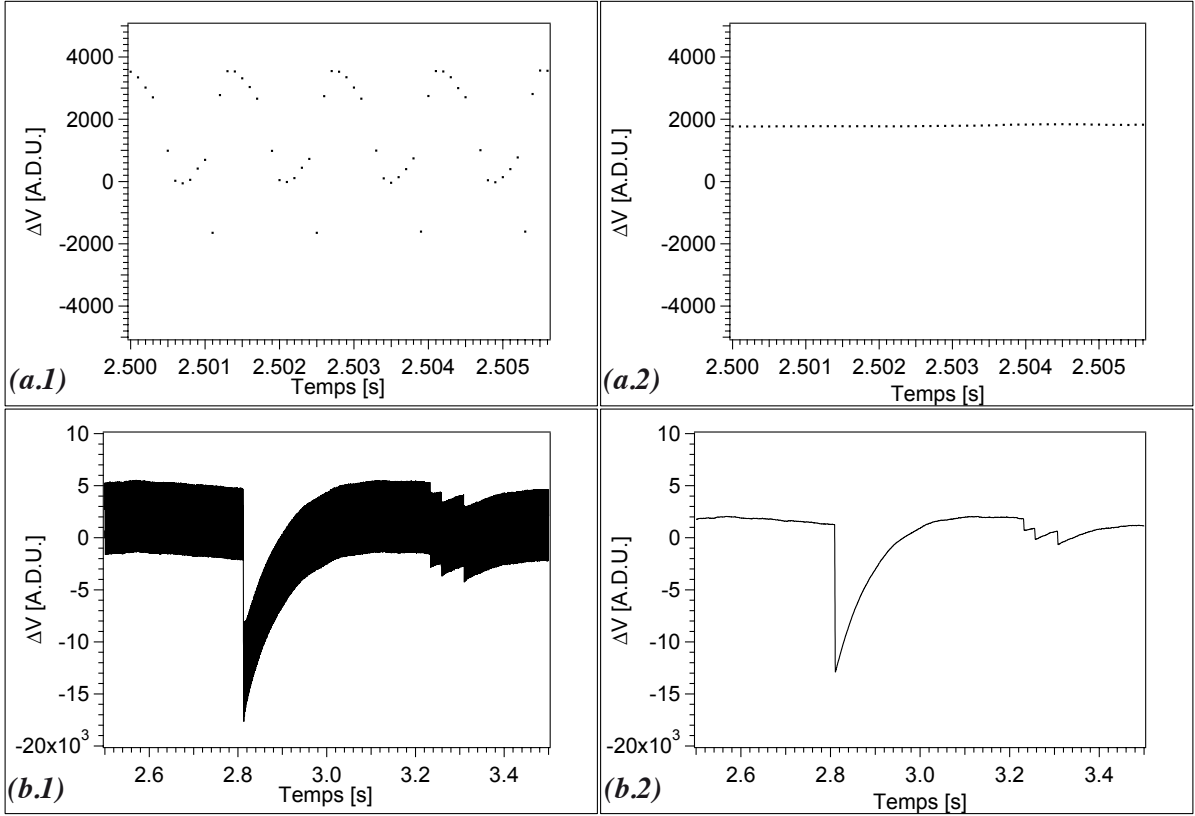 4000
2000
0
-2000
-4000
ΔV [A.D.U.]
2.500 2.501 2.502 2.503 2.504 2.505
Temps [s]
(a.1)
4000
2000
0
-2000
-4000
ΔV [A.D.U.]
2.500 2.501 2.502 2.503 2.504 2.505
Temps [s]
(a.2)
10
5
0
-5
-10
-15
-20x10³
ΔV [A.D.U.]
2.6 2.8 3.0 3.2 3.4
Temps [s]
(b.1)
10
5
0
-5
-10
-15
-20x10³
ΔV [A.D.U.]
2.6 2.8 3.0 3.2 3.4
Temps [s]
(b.2)